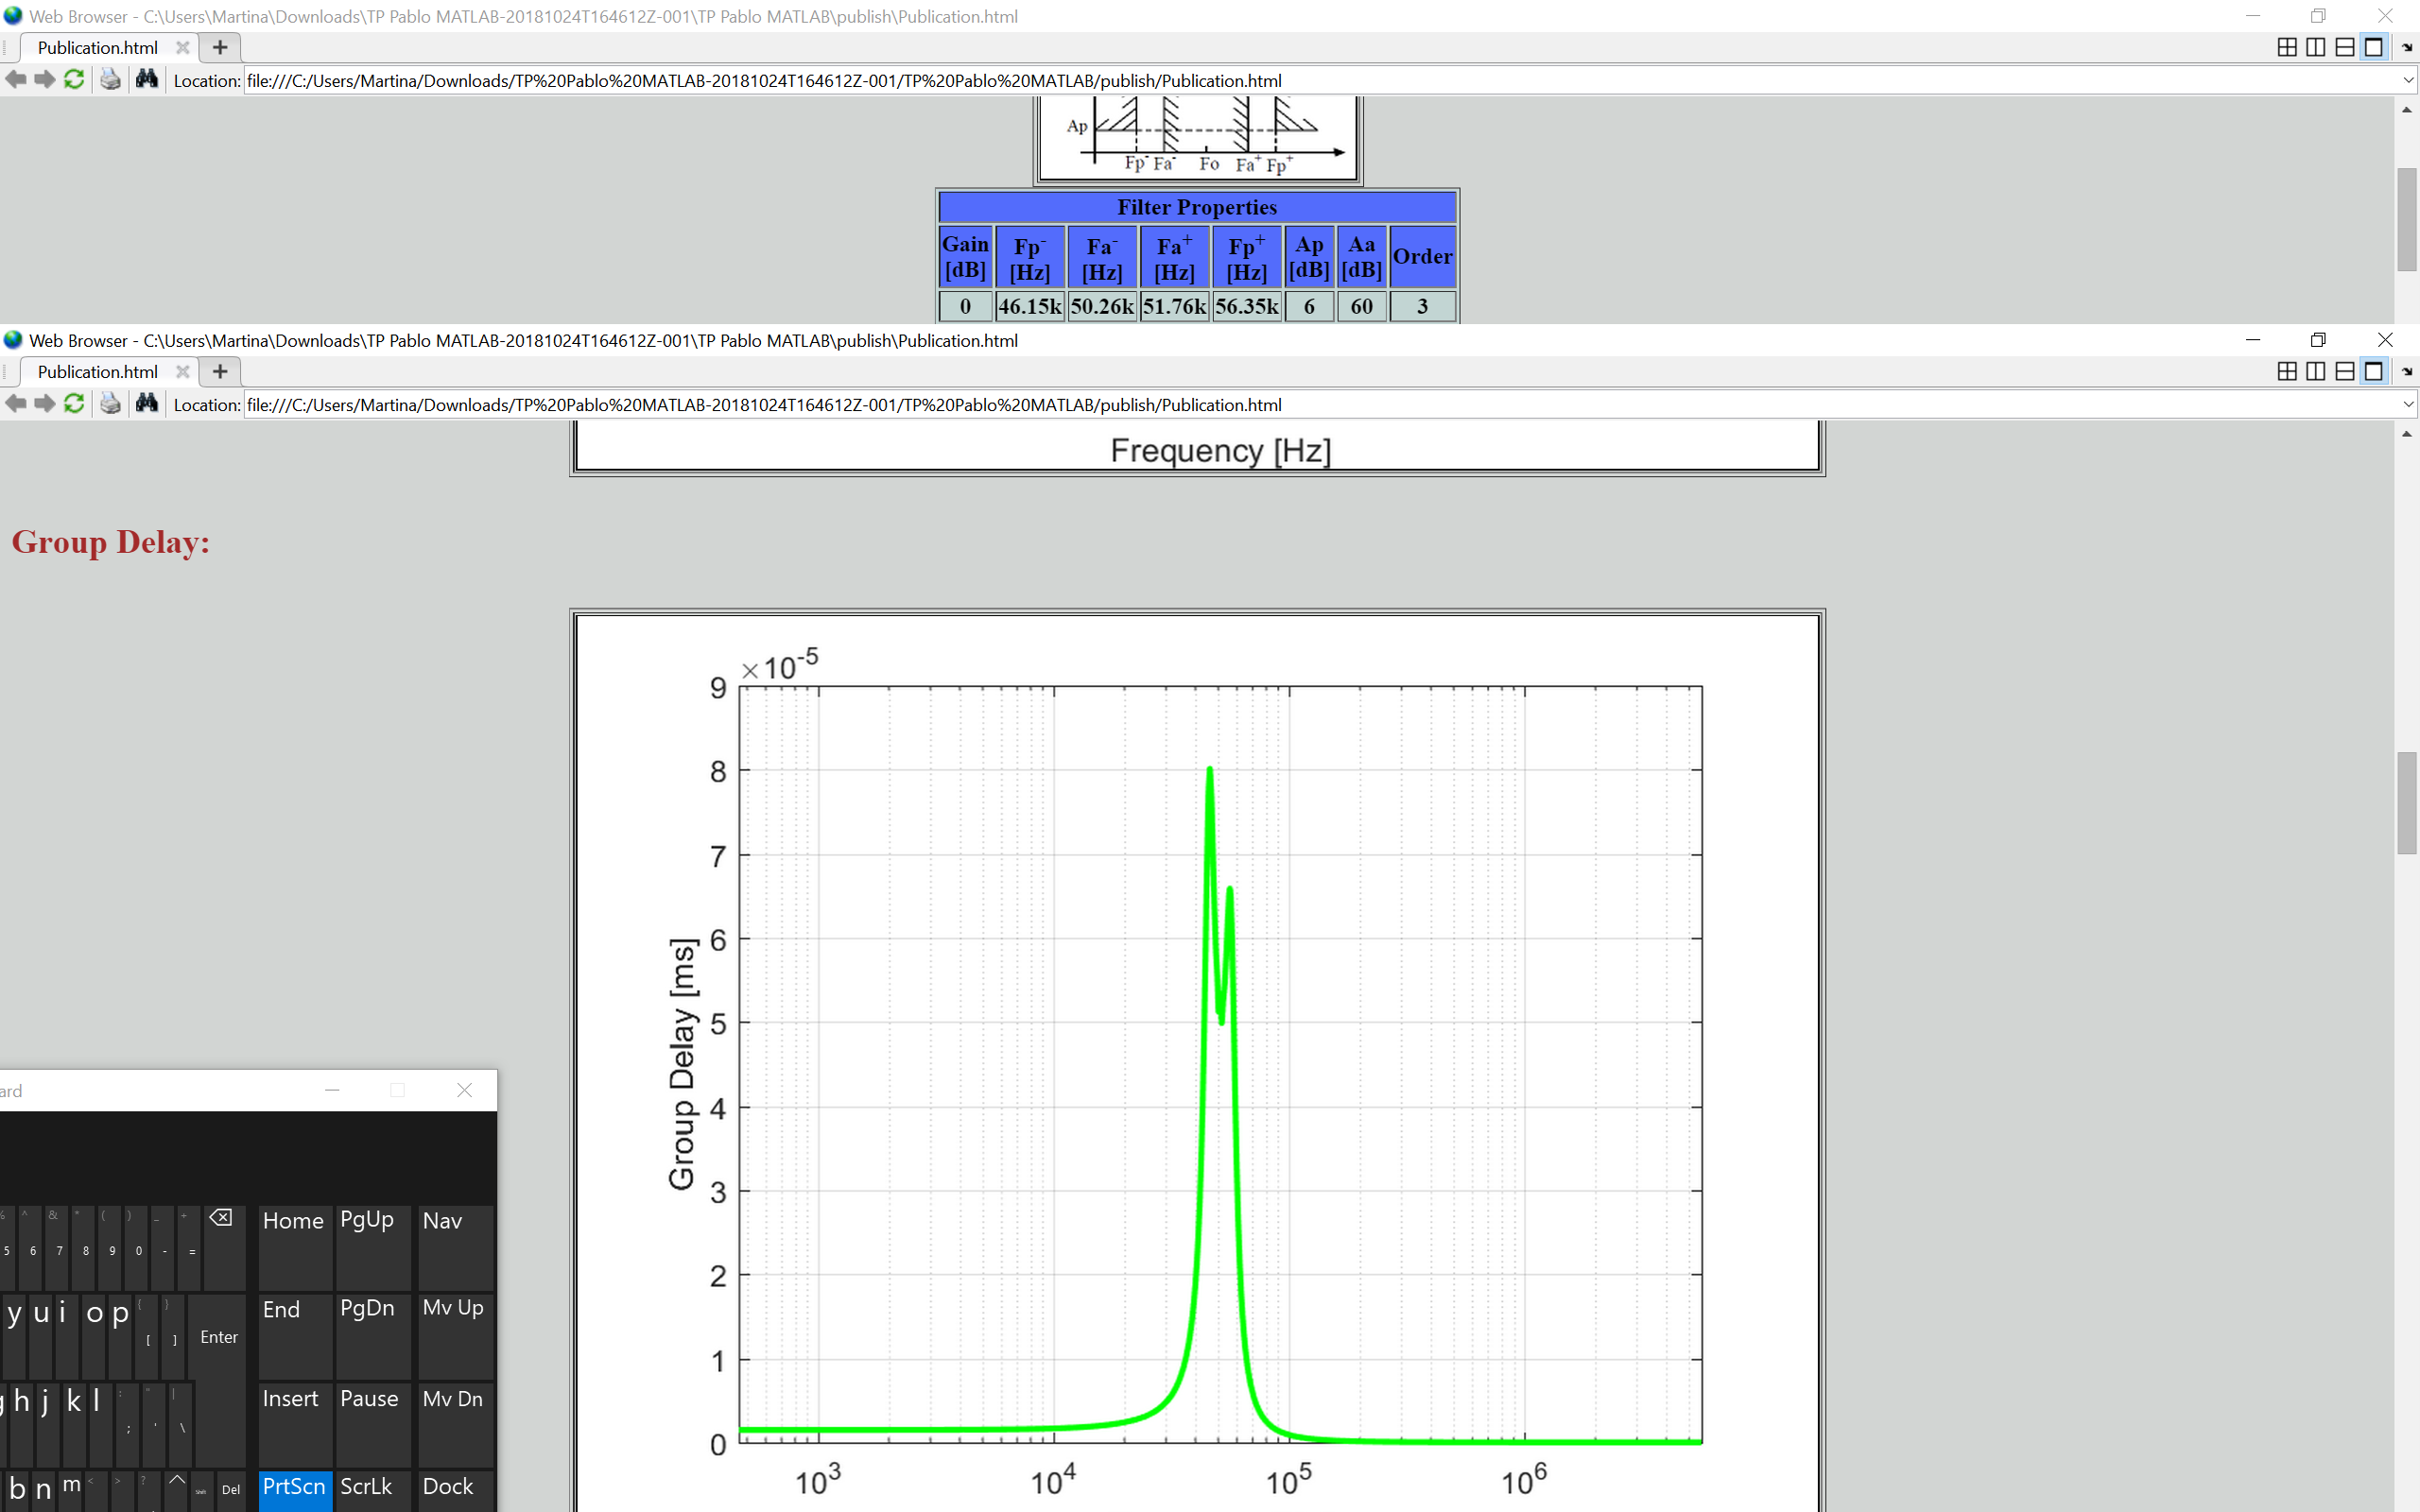 Web Browser - C:\Users\Martina\Downloads\TP Pablo MATLAB-20181024T164612Z-001\TP Pablo MATLAB\publish\Publication.html
Publication.html
Location: file:///C:/Users/Martina/Downloads/TP%20Pablo%20MATLAB-20181024T164612Z-001/TP%20Pablo%20MATLAB/publish/Publication.html
Ap
Fp- Fa- Fo Fa+ Fp+
Filter Properties
Gain [dB] Fp- [Hz] Fa- [Hz] Fa+ [Hz] Fp+ [Hz] Ap [dB] Aa [dB] Order
0 46.15k 50.26k 51.76k 56.35k 6 60 3
Web Browser - C:\Users\Martina\Downloads\TP Pablo MATLAB-20181024T164612Z-001\TP Pablo MATLAB\publish\Publication.html
Publication.html
Location: file:///C:/Users/Martina/Downloads/TP%20Pablo%20MATLAB-20181024T164612Z-001/TP%20Pablo%20MATLAB/publish/Publication.html
Frequency [Hz]
Group Delay:
×10-5
9
8
7
6
5
4
3
2
1
0
Group Delay [ms]
10^3 10^4 10^5 10^6
ard
% ^ & * ( ) _ +
5 6 7 8 9 0 - =
Home PgUp Nav
y u i o p { [ } ] Enter
End PgDn Mv Up
g h j k l : ; " ' | \
Insert Pause Mv Dn
b n m < > ? Del
PrtScn ScrLk Dock